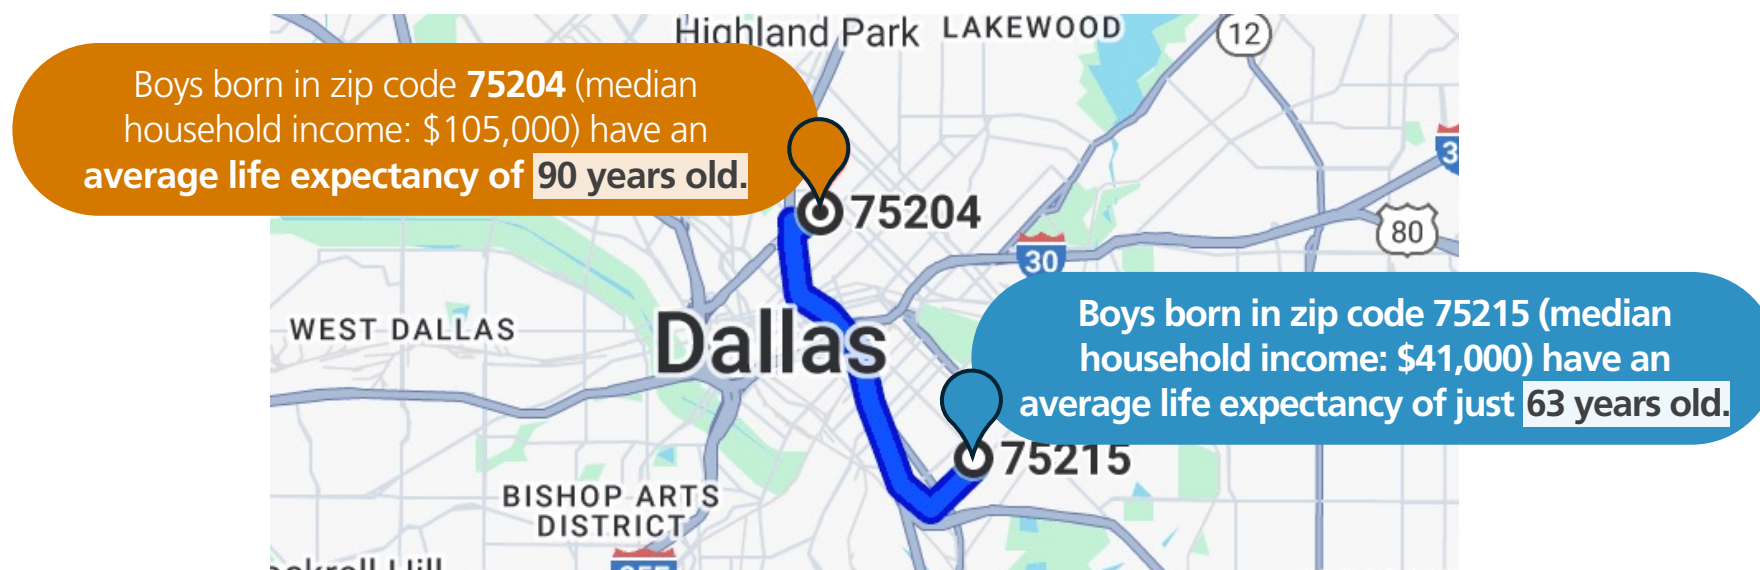 Highland Park
LAKEWOOD
12
Boys born in zip code 75204 (median
household income: $105,000) have an
average life expectancy of 90 years old.
3
75204
80
30
Boys born in zip code 75215 (median
household income: $41,000) have an
average life expectancy of just 63 years old.
WEST DALLAS
Dallas
75215
BISHOP ARTS
DISTRICT